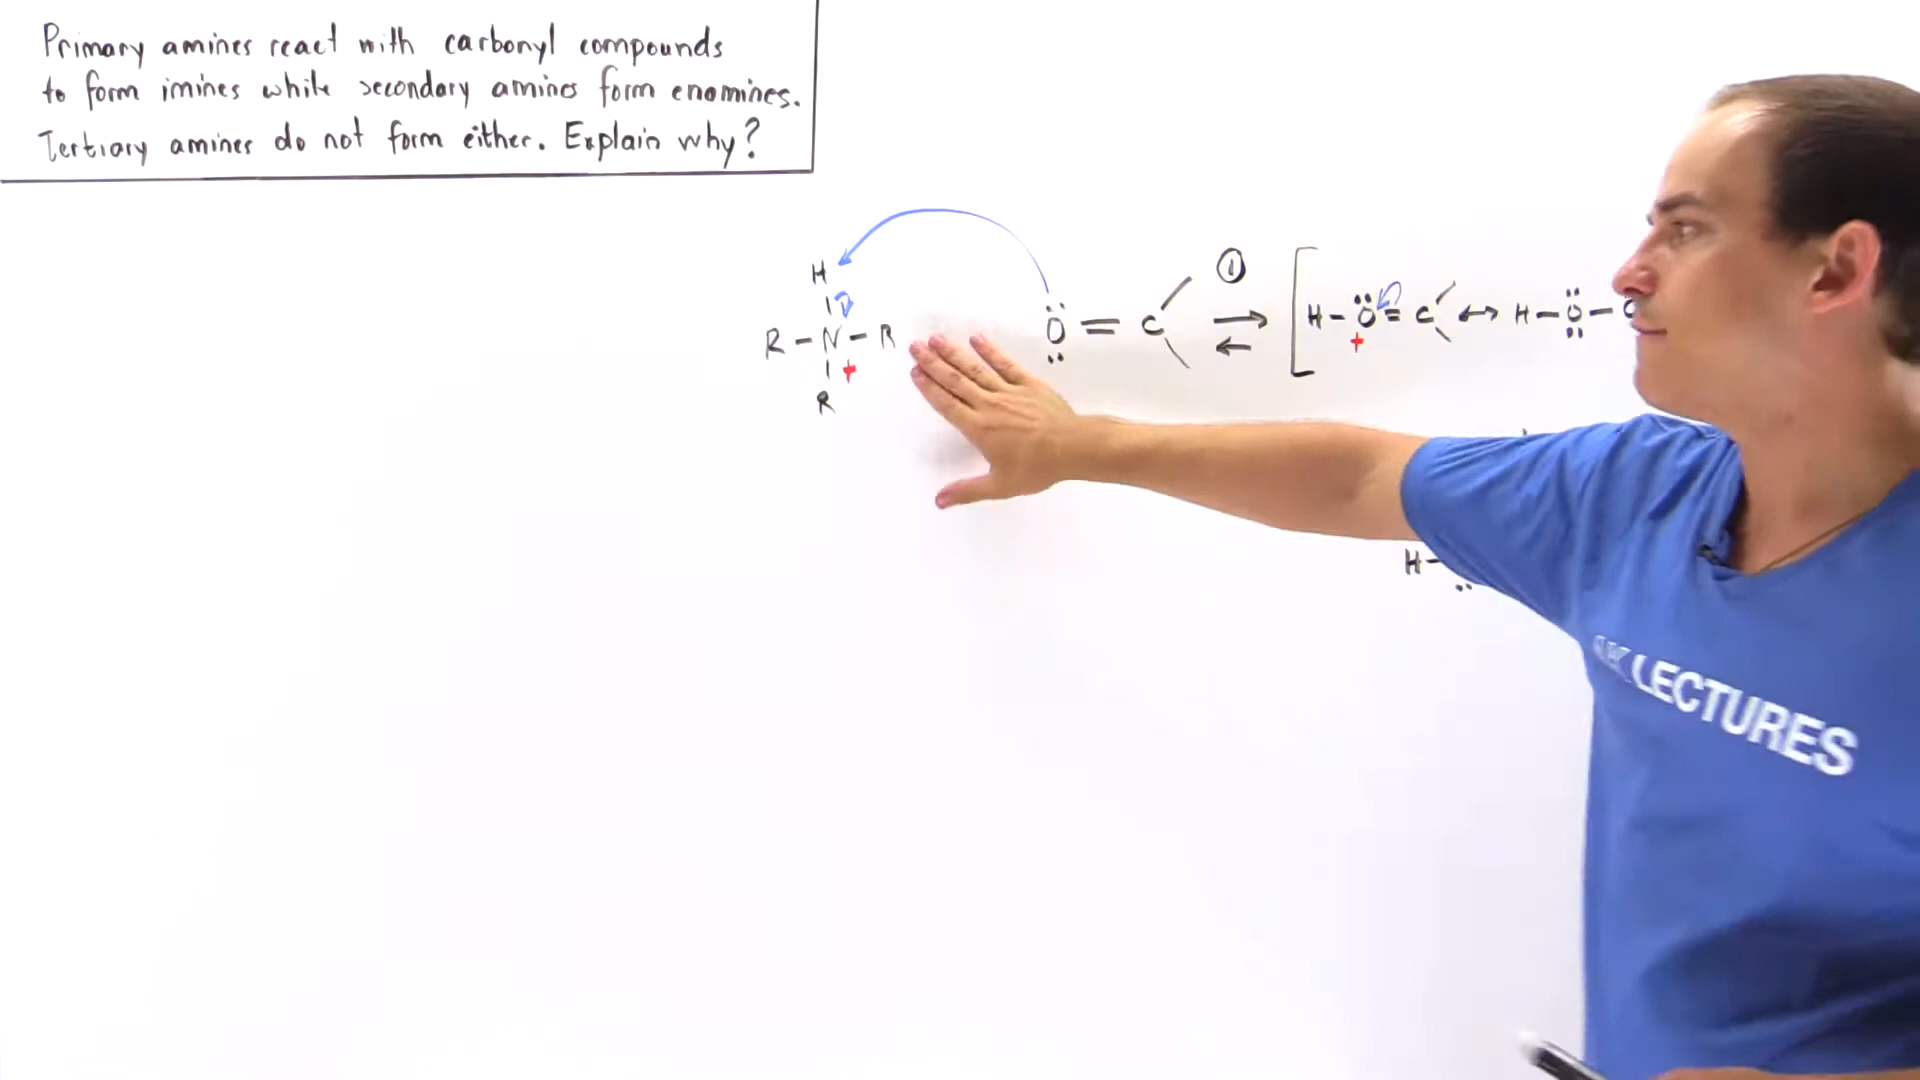 Primary amines react with carbonyl compounds
to form imines while secondary amines form enamines.
Tertiary amines do not form either. Explain why?
H
R - N - R
+
R
O = C
1
H - O = C ↔ H - O -
+
H -
LECTURES